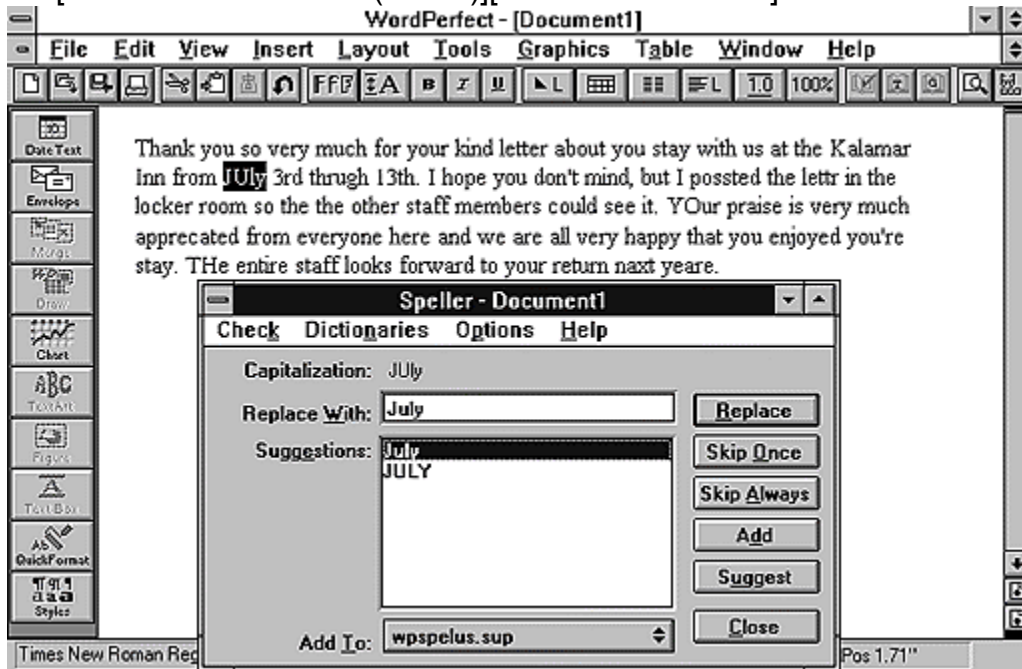 WordPerfect - [Document1]
File Edit View Insert Layout Tools Graphics Table Window Help
B I U L L 1.0 100%
Date Text
Envelope
Merge
Draw
Chart
ABC
TextArt
Figure
A
Text Box
QuickFormat
Styles
Thank you so very much for your kind letter about you stay with us at the Kalamar
Inn from JUly 3rd thrugh 13th. I hope you don't mind, but I possted the lettr in the
locker room so the the other staff members could see it. YOur praise is very much
apprecated from everyone here and we are all very happy that you enjoyed you're
stay. THe entire staff looks forward to your return naxt yeare.
Speller - Document1
Check Dictionaries Options Help
Capitalization: JUly
Replace With: July
Suggestions: July
JULY
Replace
Skip Once
Skip Always
Add
Suggest
Close
Add To: wpspelus.sup
Times New Roman Reg
Pos 1.71"